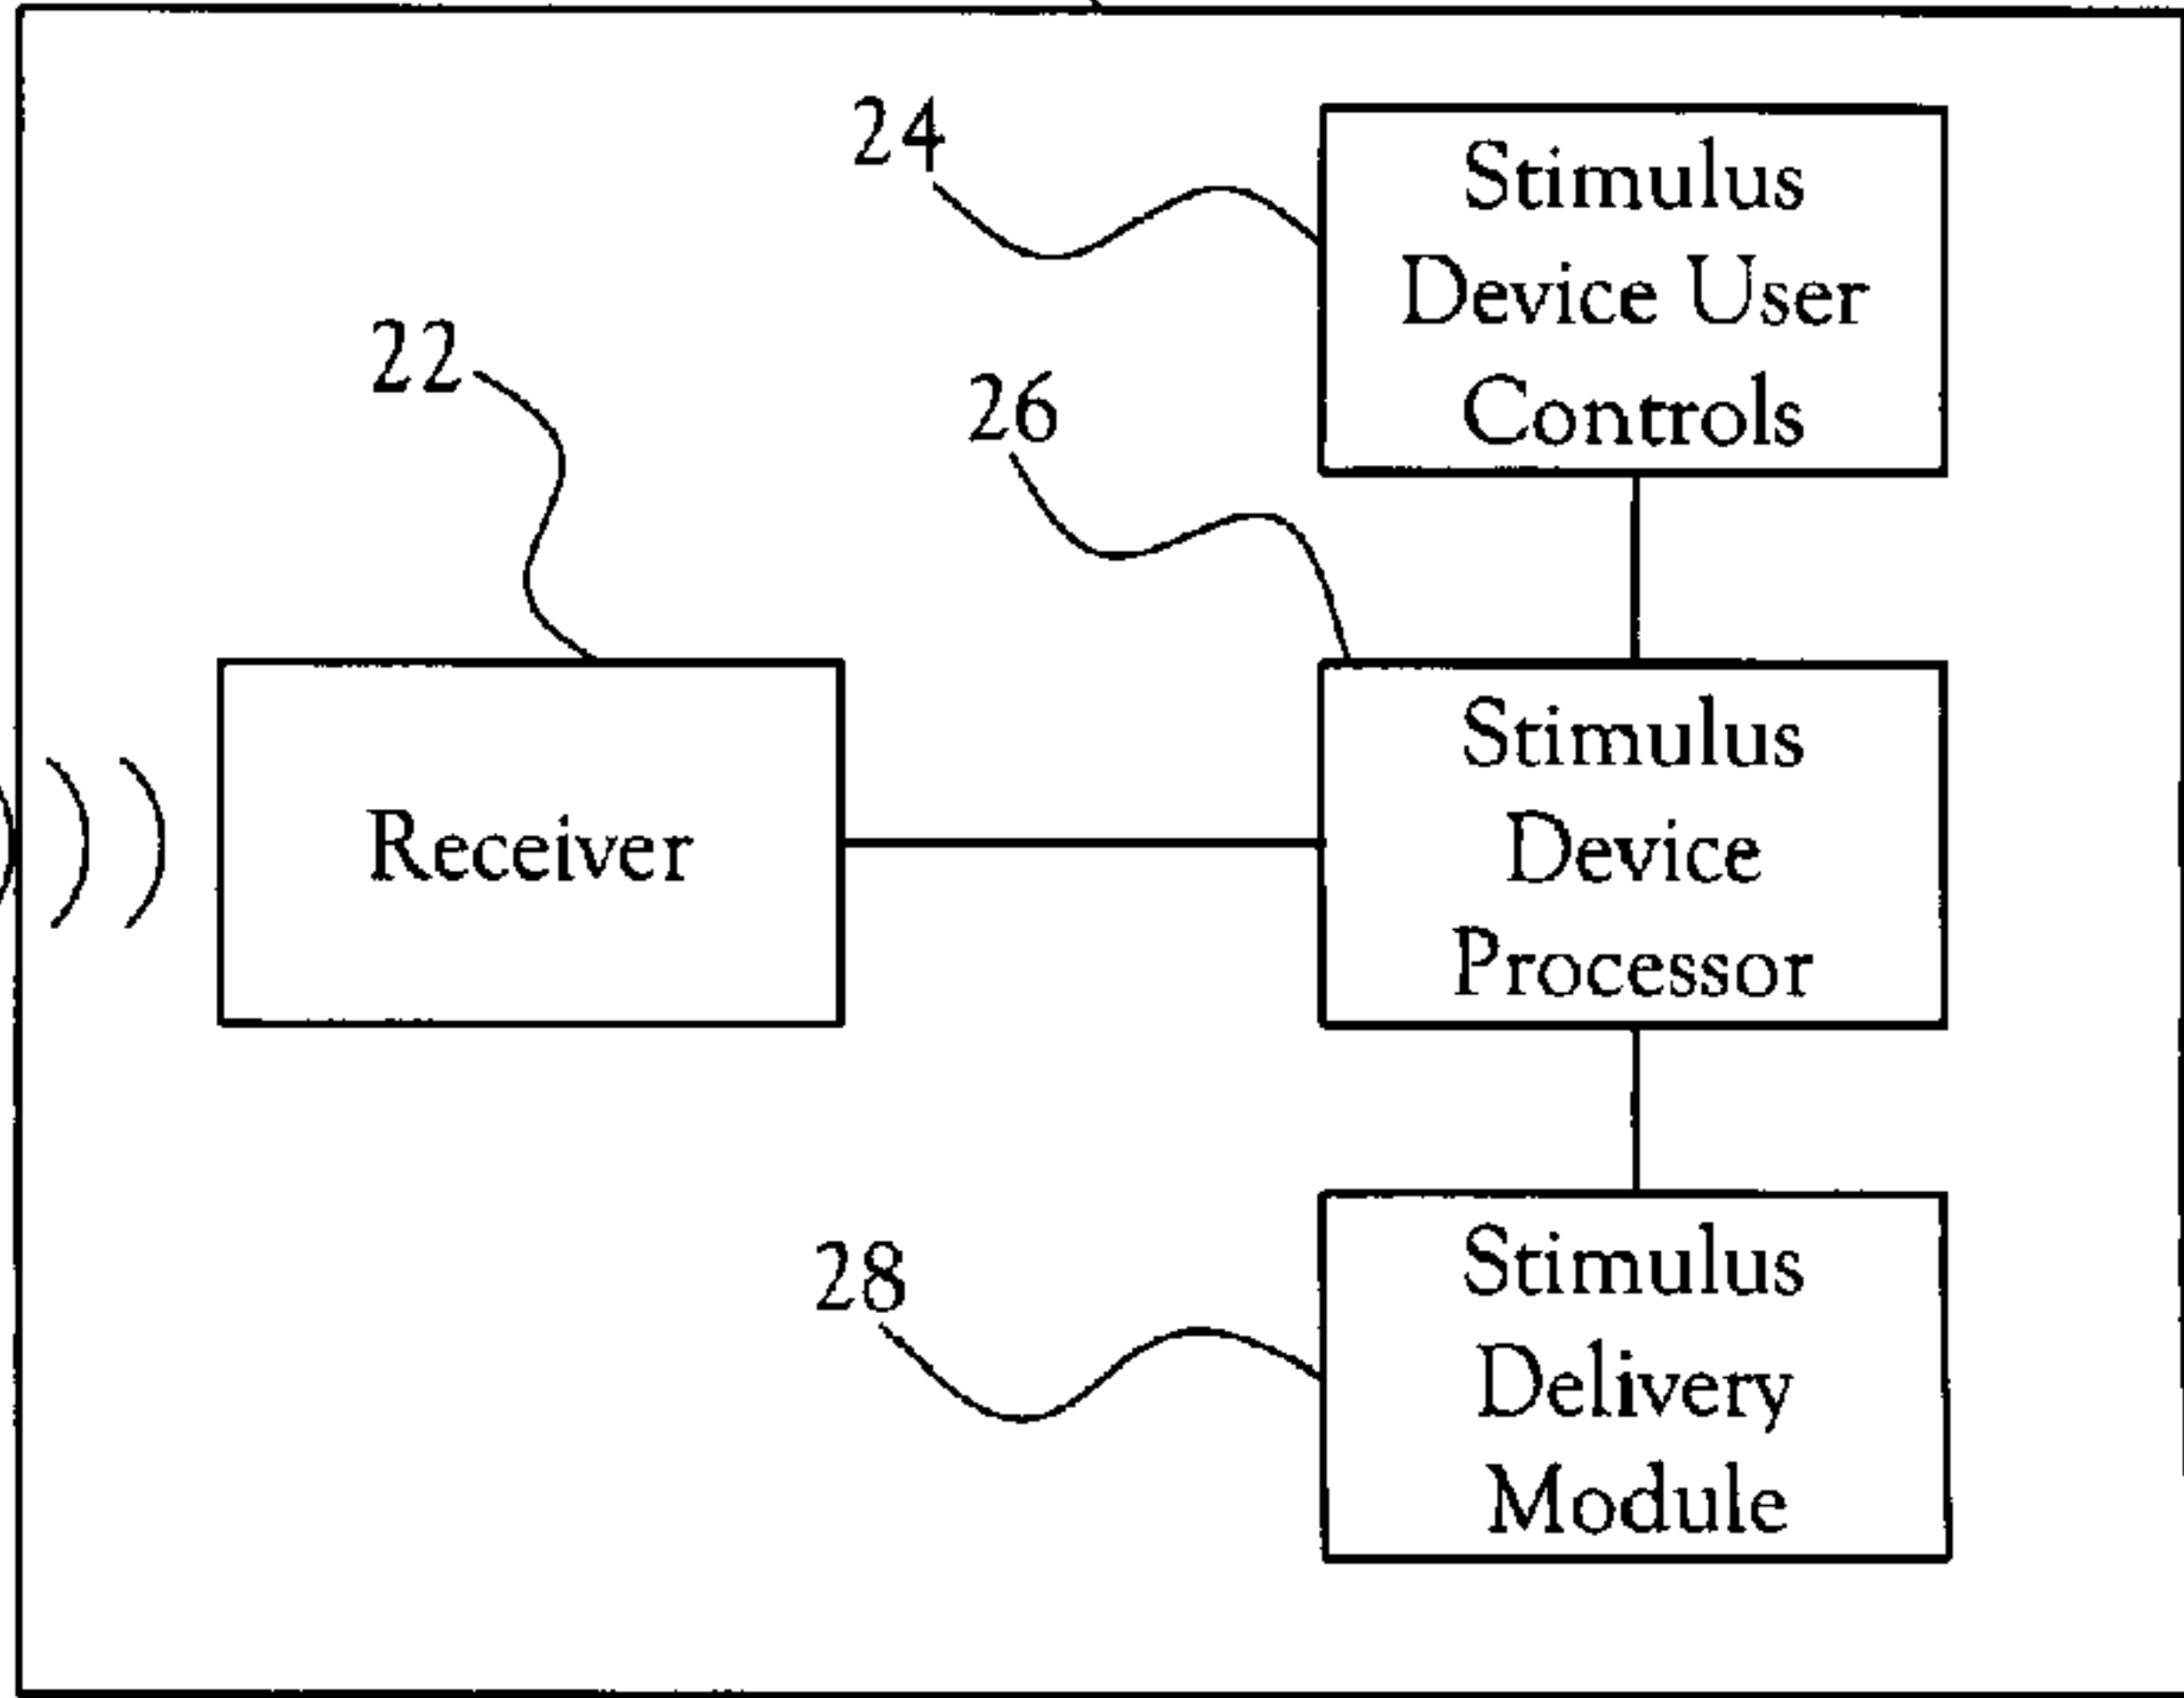 24
Stimulus
Device User
Controls
22
26
Receiver
Stimulus
Device
Processor
28
Stimulus
Delivery
Module